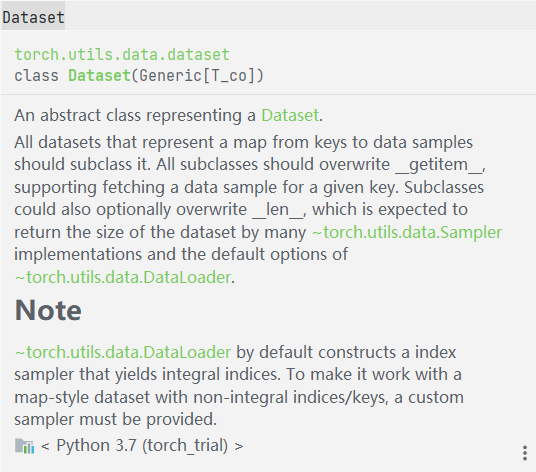 Dataset
torch.utils.data.dataset
class Dataset(Generic[T_co])
An abstract class representing a Dataset.
All datasets that represent a map from keys to data samples
should subclass it. All subclasses should overwrite __getitem__,
supporting fetching a data sample for a given key. Subclasses
could also optionally overwrite __len__, which is expected to
return the size of the dataset by many ~torch.utils.data.Sampler
implementations and the default options of
~torch.utils.data.DataLoader.
Note
~torch.utils.data.DataLoader by default constructs a index
sampler that yields integral indices. To make it work with a
map-style dataset with non-integral indices/keys, a custom
sampler must be provided.
< Python 3.7 (torch_trial) >